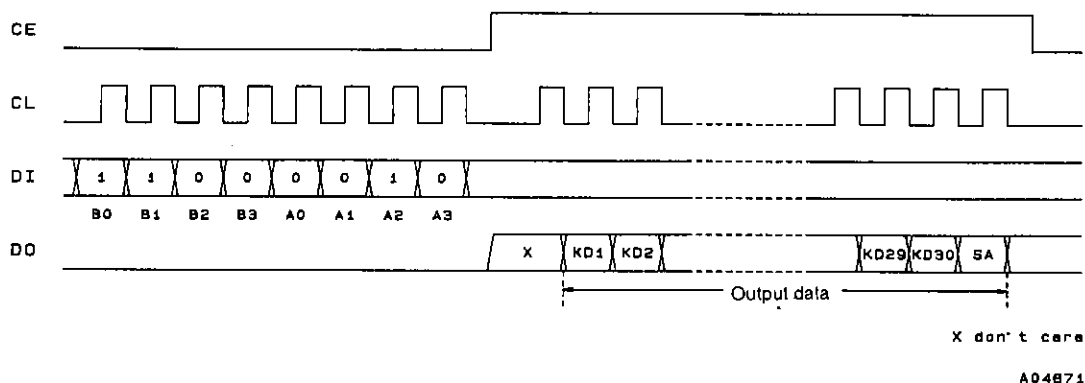 CE
CL
DI 1 1 0 0 0 0 1 0
B0 B1 B2 B3 A0 A1 A2 A3
DO X KD1 KD2 KD29 KD30 SA
Output data
X don't care
A04871